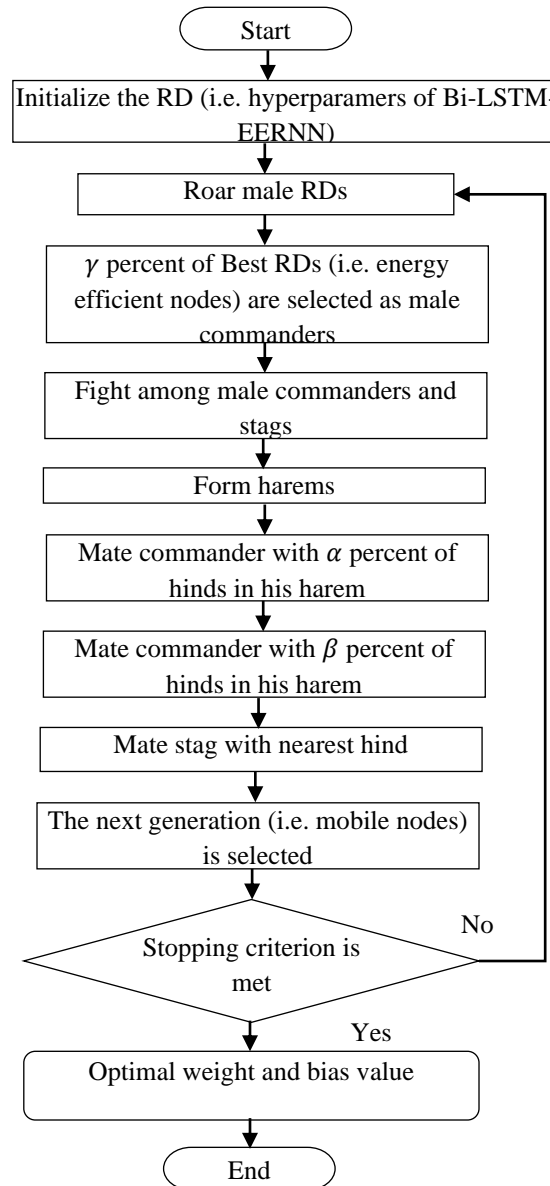 Start
Initialize the RD (i.e. hyperparamers of Bi-LSTM-
EERNN)
Roar male RDs
γ percent of Best RDs (i.e. energy
efficient nodes) are selected as male
commanders
Fight among male commanders and
stags
Form harems
Mate commander with α percent of
hinds in his harem
Mate commander with β percent of
hinds in his harem
Mate stag with nearest hind
The next generation (i.e. mobile nodes)
is selected
No
Stopping criterion is
met
Yes
Optimal weight and bias value
End